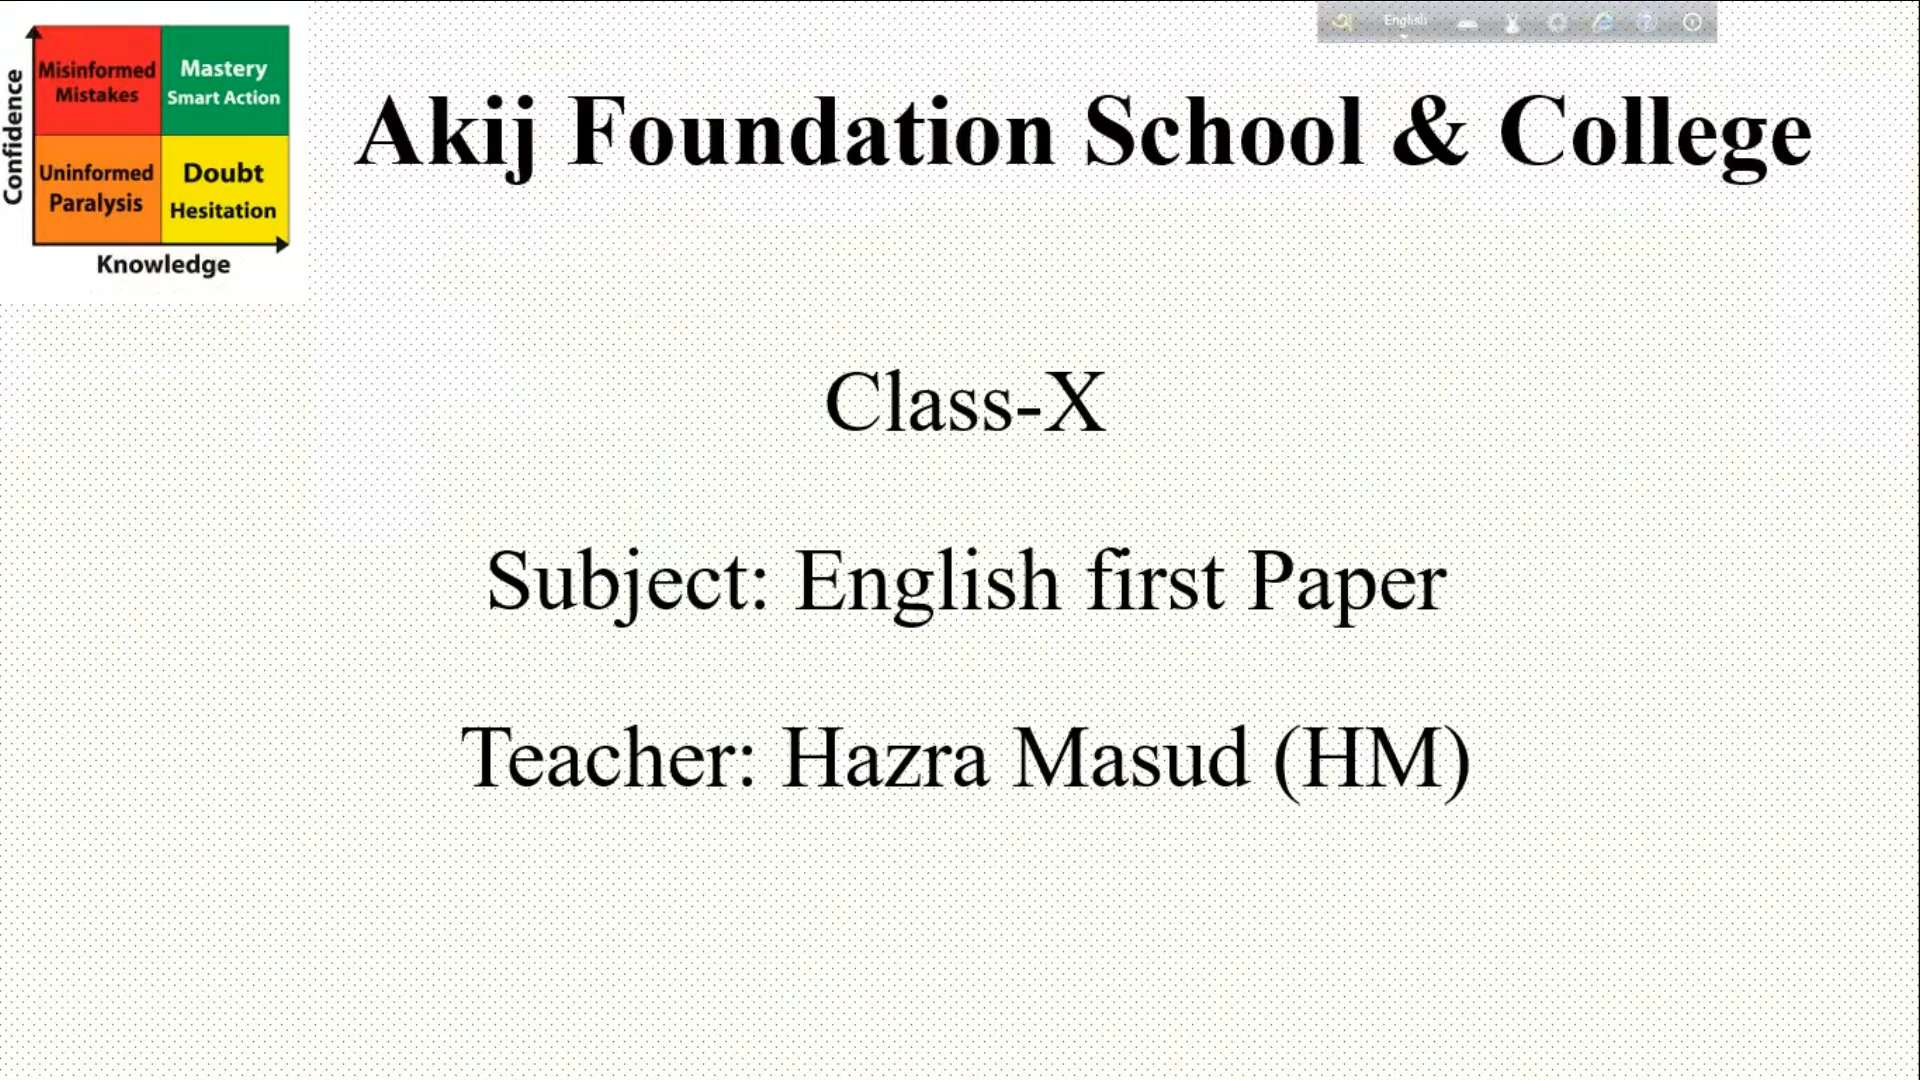 English
Misinformed
Mistakes
Mastery
Smart Action
Uninformed
Paralysis
Doubt
Hesitation
Confidence
Knowledge
Akij Foundation School & College
Class-X
Subject: English first Paper
Teacher: Hazra Masud (HM)